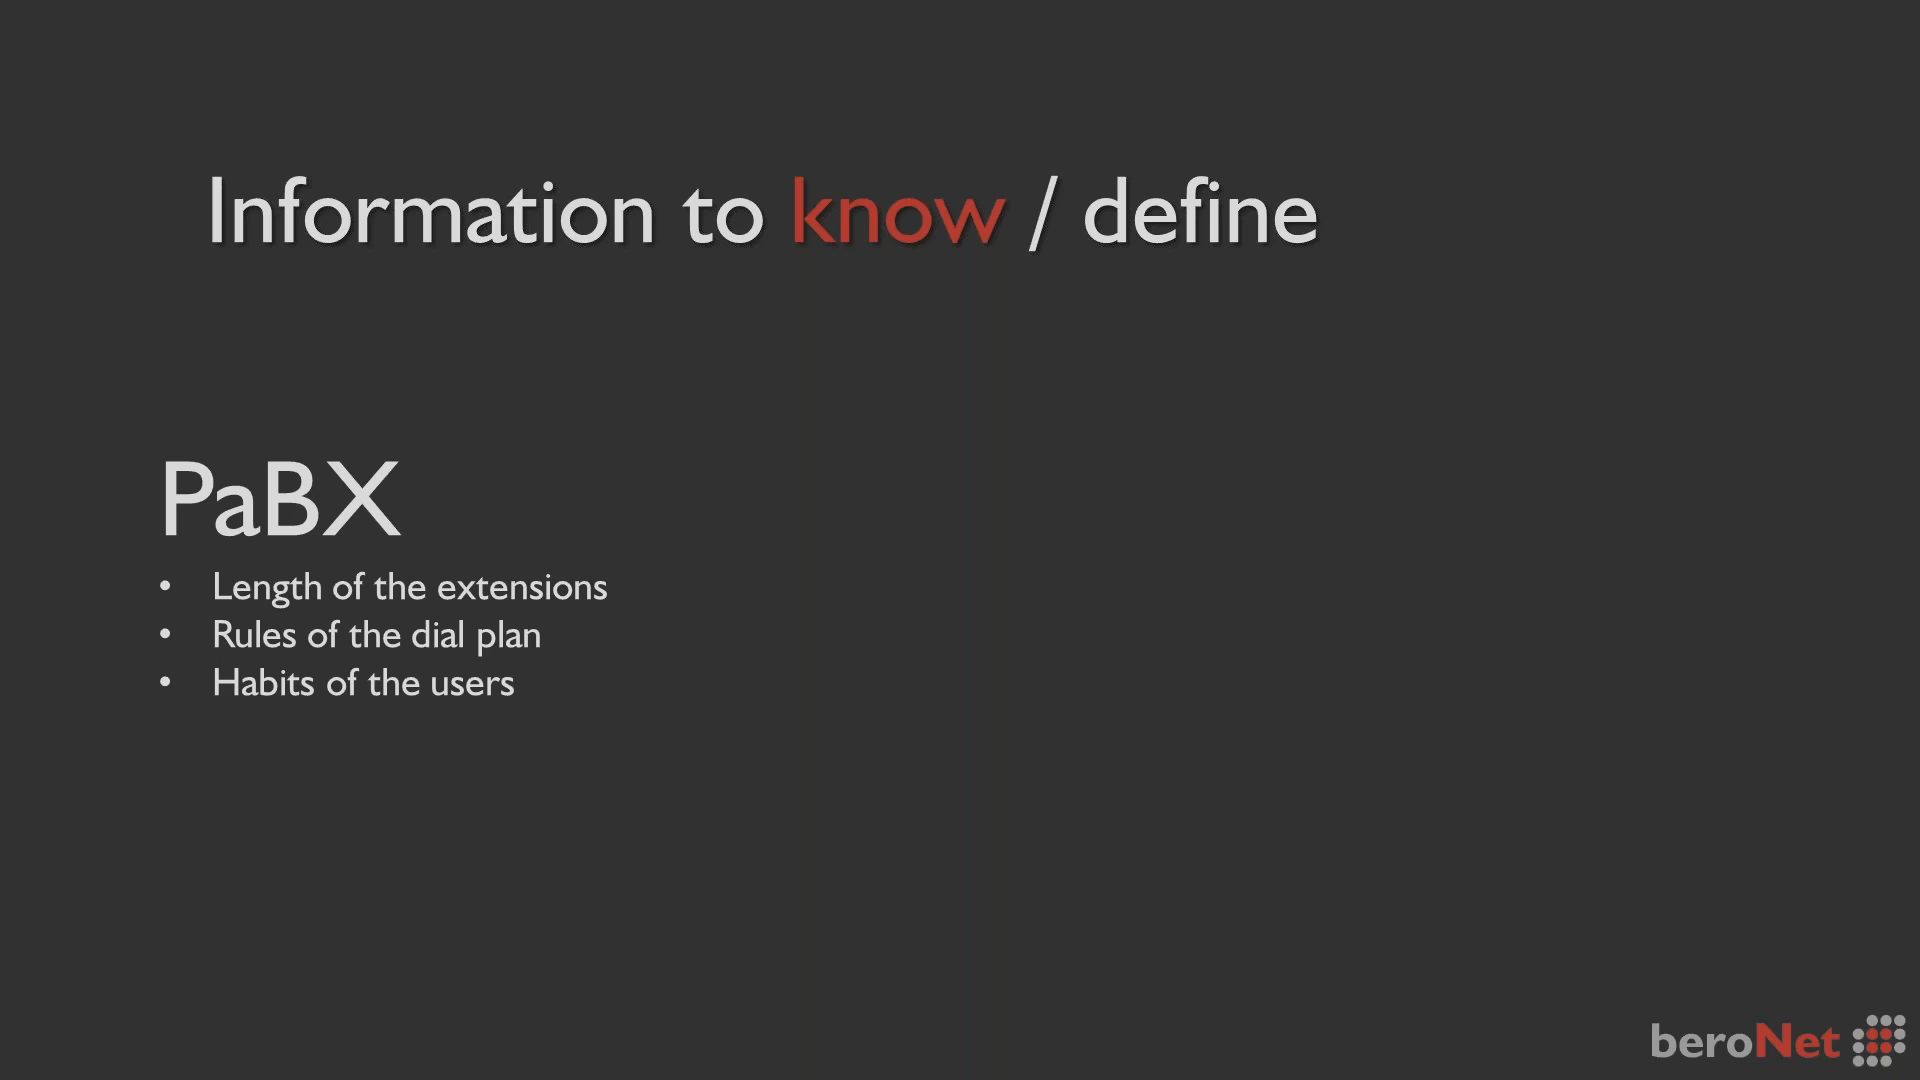 Information to know / define
PaBX
• Length of the extensions
• Rules of the dial plan
• Habits of the users
beroNet